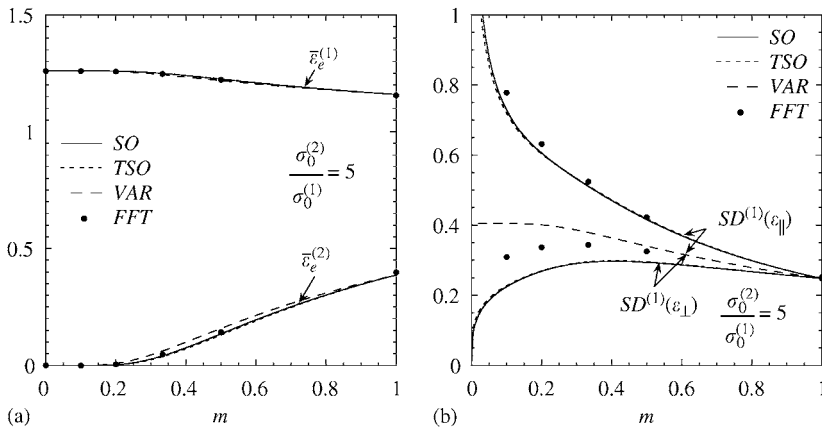 1.5
1
0.5
0
0 0.2 0.4 0.6 0.8 1
(a)
m
ε̅ₑ⁽¹⁾
SO
TSO
VAR
FFT
σ₀⁽²⁾/σ₀⁽¹⁾ = 5
ε̅ₑ⁽²⁾
1
0.8
0.6
0.4
0.2
0
0 0.2 0.4 0.6 0.8 1
(b)
m
SO
TSO
VAR
FFT
SD⁽¹⁾(ε∥)
SD⁽¹⁾(ε⊥)
σ₀⁽²⁾/σ₀⁽¹⁾ = 5